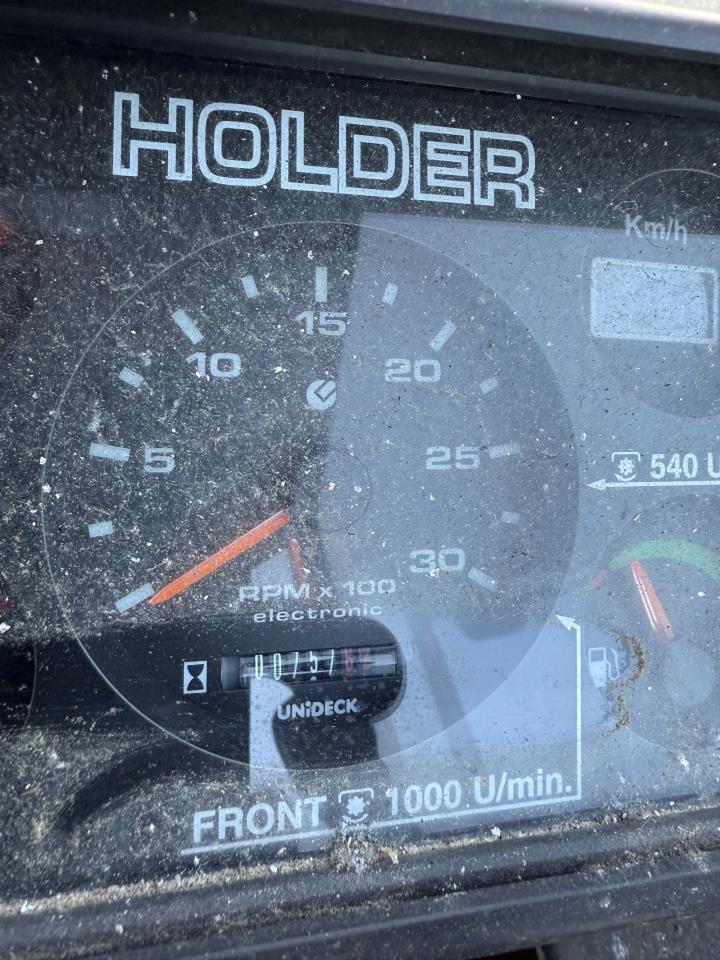 HOLDER
Km/h
15
10
20
5
25
540 U
30
RPM x 100
electronic
UNiDECK
FRONT 1000 U/min.